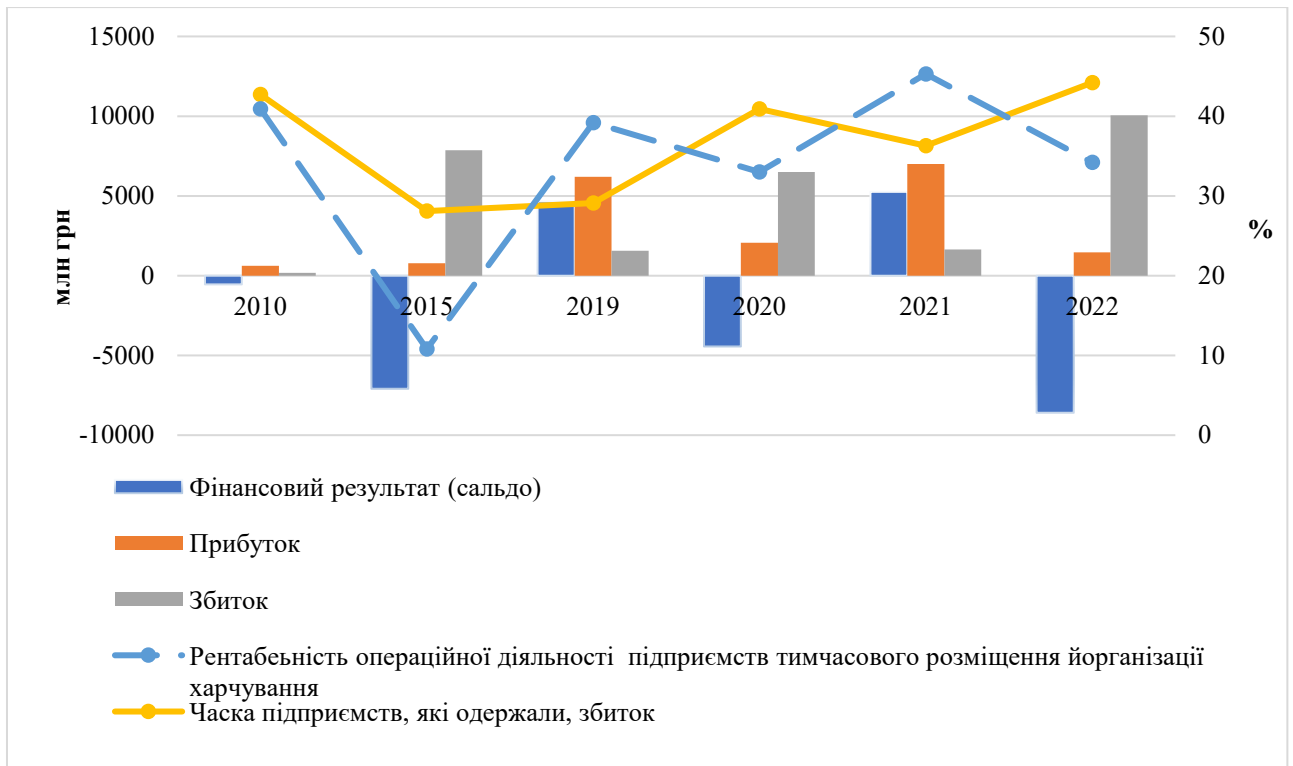 15000
10000
5000
0
-5000
-10000
млн грн
50
40
30
20
10
0
%
2010 2015 2019 2020 2021 2022
Фінансовий результат (сальдо)
Прибуток
Збиток
Рентабеьність операційної діяльності підприємств тимчасового розміщення йорганізації
харчування
Часка підприємств, які одержали, збиток